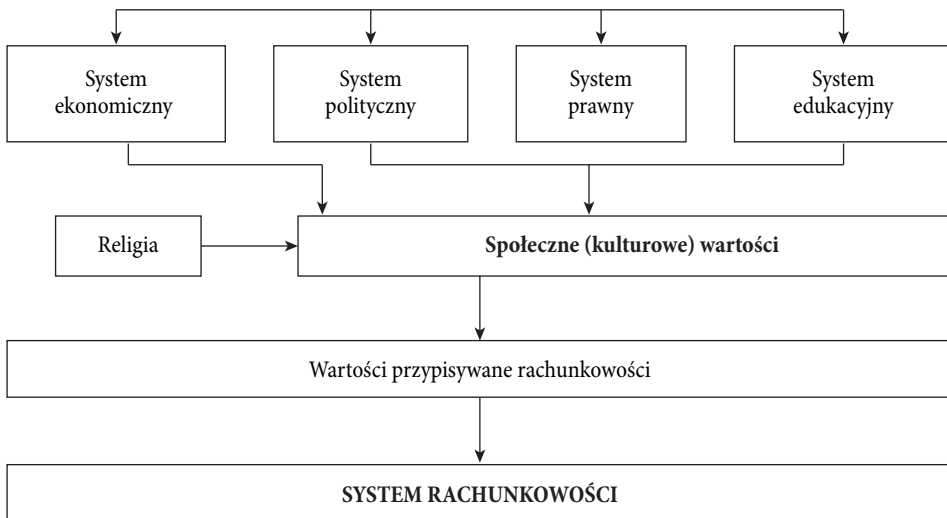 System
ekonomiczny
System
polityczny
System
prawny
System
edukacyjny
Religia
Społeczne (kulturowe) wartości
Wartości przypisywane rachunkowości
SYSTEM RACHUNKOWOŚCI